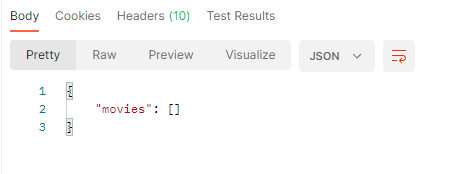 Body Cookies Headers (10) Test Results
Pretty Raw Preview Visualize JSON
1 {
2 "movies": []
3 }